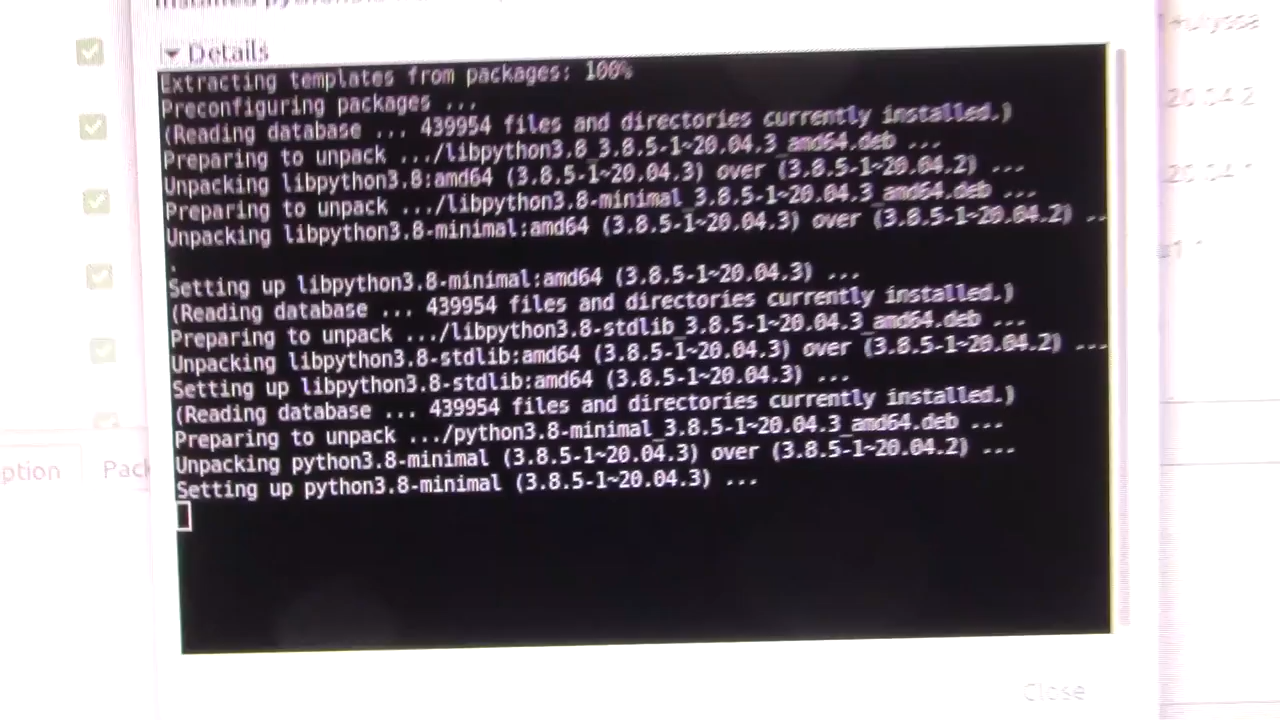 Details
Extracting templates from packages: 100%
Preconfiguring packages ...
(Reading database ... 439954 files and directories currently installed.)
Preparing to unpack .../libpython3.8_3.8.5-1~20.04.3_amd64.deb ...
Unpacking libpython3.8:amd64 (3.8.5-1~20.04.3) over (3.8.5-1~20.04.2) ...
Preparing to unpack .../libpython3.8-minimal_3.8.5-1~20.04.3_amd64.deb ...
Unpacking libpython3.8-minimal:amd64 (3.8.5-1~20.04.3) over (3.8.5-1~20.04.2) ..
.
Setting up libpython3.8-minimal:amd64 (3.8.5-1~20.04.3) ...
(Reading database ... 439954 files and directories currently installed.)
Preparing to unpack .../libpython3.8-stdlib_3.8.5-1~20.04.3_amd64.deb ...
Unpacking libpython3.8-stdlib:amd64 (3.8.5-1~20.04.3) over (3.8.5-1~20.04.2) ...
Setting up libpython3.8-stdlib:amd64 (3.8.5-1~20.04.3) ...
(Reading database ... 439954 files and directories currently installed.)
Preparing to unpack .../python3.8-minimal_3.8.5-1~20.04.3_amd64.deb ...
Unpacking python3.8-minimal (3.8.5-1~20.04.3) over (3.8.5-1~20.04.2) ...
Setting up python3.8-minimal (3.8.5-1~20.04.3) ...
ption
Pack
Close